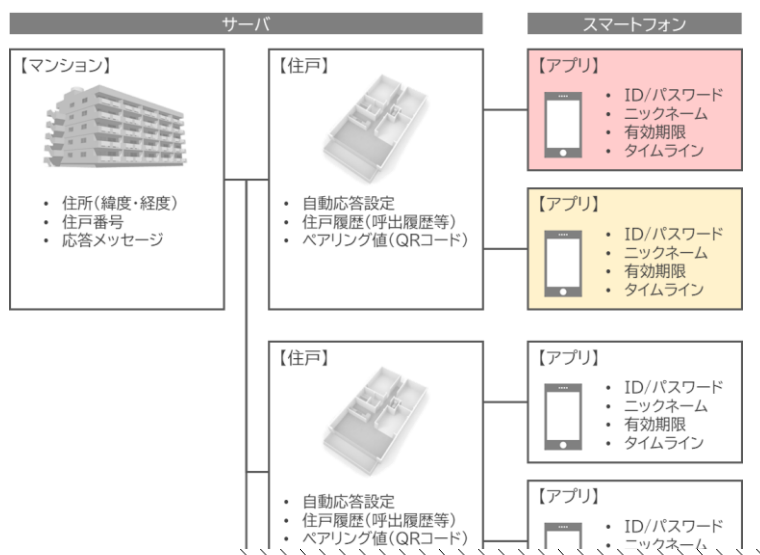 サーバ
スマートフォン
【マンション】
・ 住所(緯度・経度)
・ 住戸番号
・ 応答メッセージ
【住戸】
・ 自動応答設定
・ 住戸履歴(呼出履歴等)
・ ペアリング値(QRコード)
【アプリ】
・ ID/パスワード
・ ニックネーム
・ 有効期限
・ タイムライン
【アプリ】
・ ID/パスワード
・ ニックネーム
・ 有効期限
・ タイムライン
【住戸】
・ 自動応答設定
・ 住戸履歴(呼出履歴等)
・ ペアリング値(QRコード)
【アプリ】
・ ID/パスワード
・ ニックネーム
・ 有効期限
・ タイムライン
【アプリ】
・ ID/パスワード
・ ニックネーム